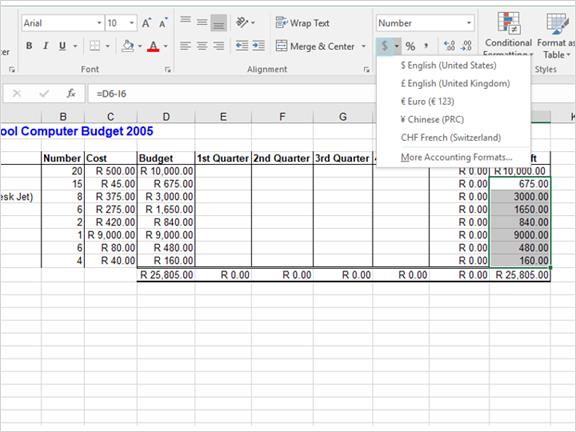 Arial 10 A A Wrap Text Number
B I U A Merge & Center $ % , Conditional Format as
Formatting Table
Font Alignment Styles
fx =D6-I6
$ English (United States)
£ English (United Kingdom)
€ Euro (€ 123)
¥ Chinese (PRC)
CHF French (Switzerland)
More Accounting Formats...
B C D E F G
ool Computer Budget 2005
Number Cost Budget 1st Quarter 2nd Quarter 3rd Quarter ft
20 R 500.00 R 10,000.00 R 0.00 R 10,000.00
15 R 45.00 R 675.00 R 0.00 675.00
esk Jet) 8 R 375.00 R 3,000.00 R 0.00 3000.00
6 R 275.00 R 1,650.00 R 0.00 1650.00
2 R 420.00 R 840.00 R 0.00 840.00
1 R 9,000.00 R 9,000.00 R 0.00 9000.00
6 R 80.00 R 480.00 R 0.00 480.00
4 R 40.00 R 160.00 R 0.00 160.00
R 25,805.00 R 0.00 R 0.00 R 0.00 R 0.00 R 0.00 R 25,805.00